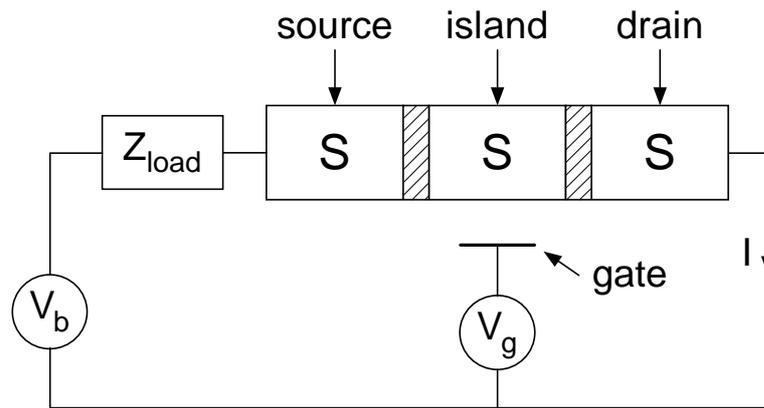 source island drain
Z_load S S S
I
gate
V_b V_g